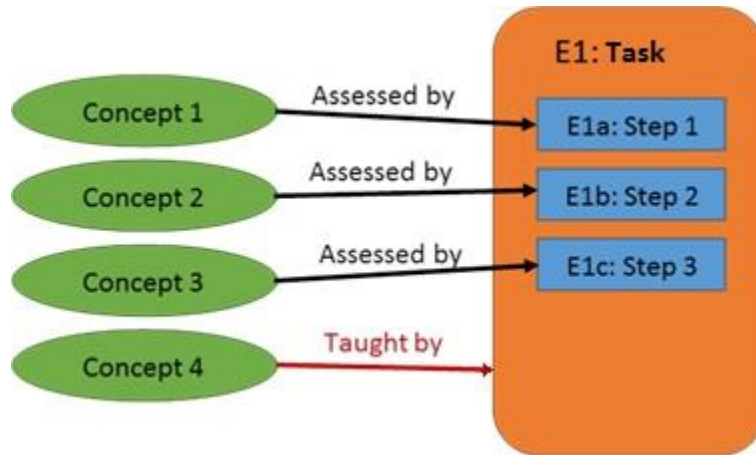 E1: Task
Concept 1
Assessed by
E1a: Step 1
Concept 2
Assessed by
E1b: Step 2
Concept 3
Assessed by
E1c: Step 3
Concept 4
Taught by